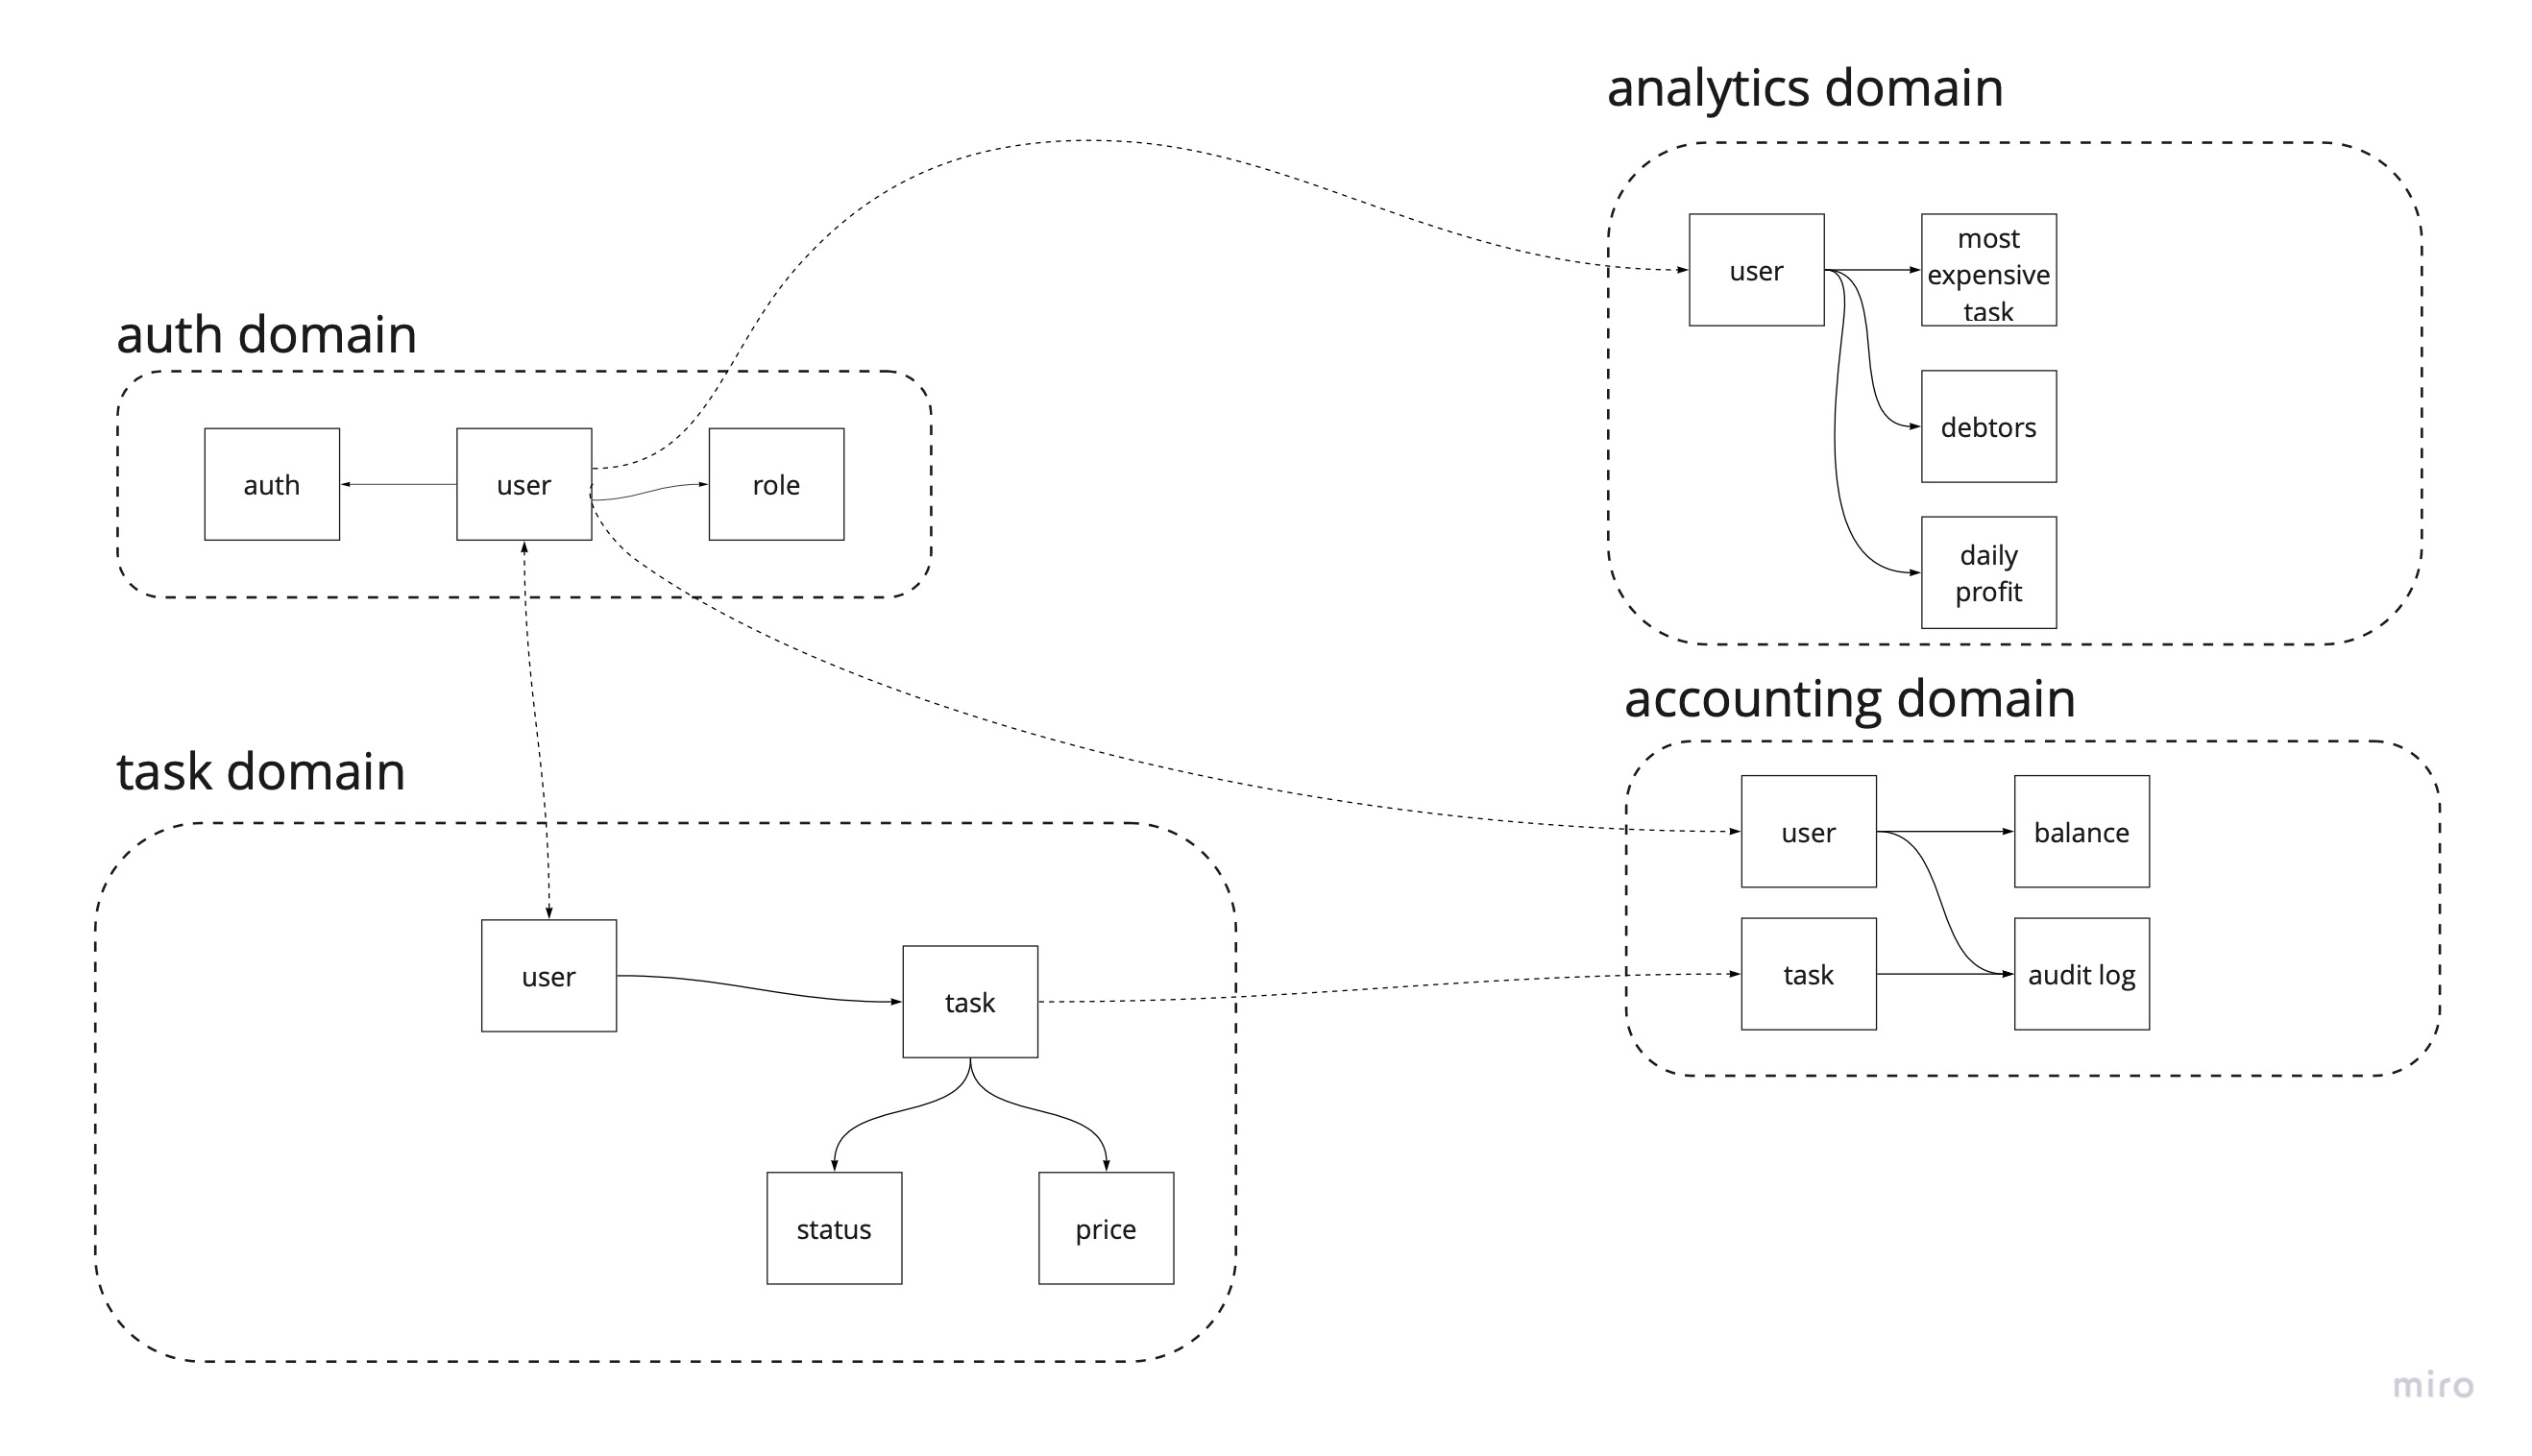 analytics domain
user
most
expensive
task
debtors
daily
profit
auth domain
auth
user
role
accounting domain
user
balance
task
audit log
task domain
user
task
status
price
miro